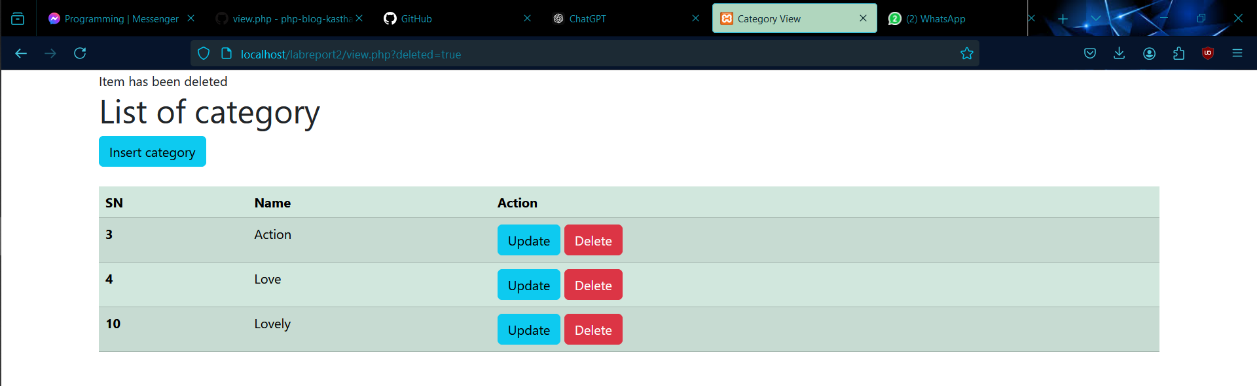 Programming | Messenger
view.php - php-blog-kastha
GitHub
ChatGPT
Category View
(2) WhatsApp
localhost/labreport2/view.php?deleted=true
Item has been deleted
List of category
Insert category
SN Name Action
3 Action Update Delete
4 Love Update Delete
10 Lovely Update Delete